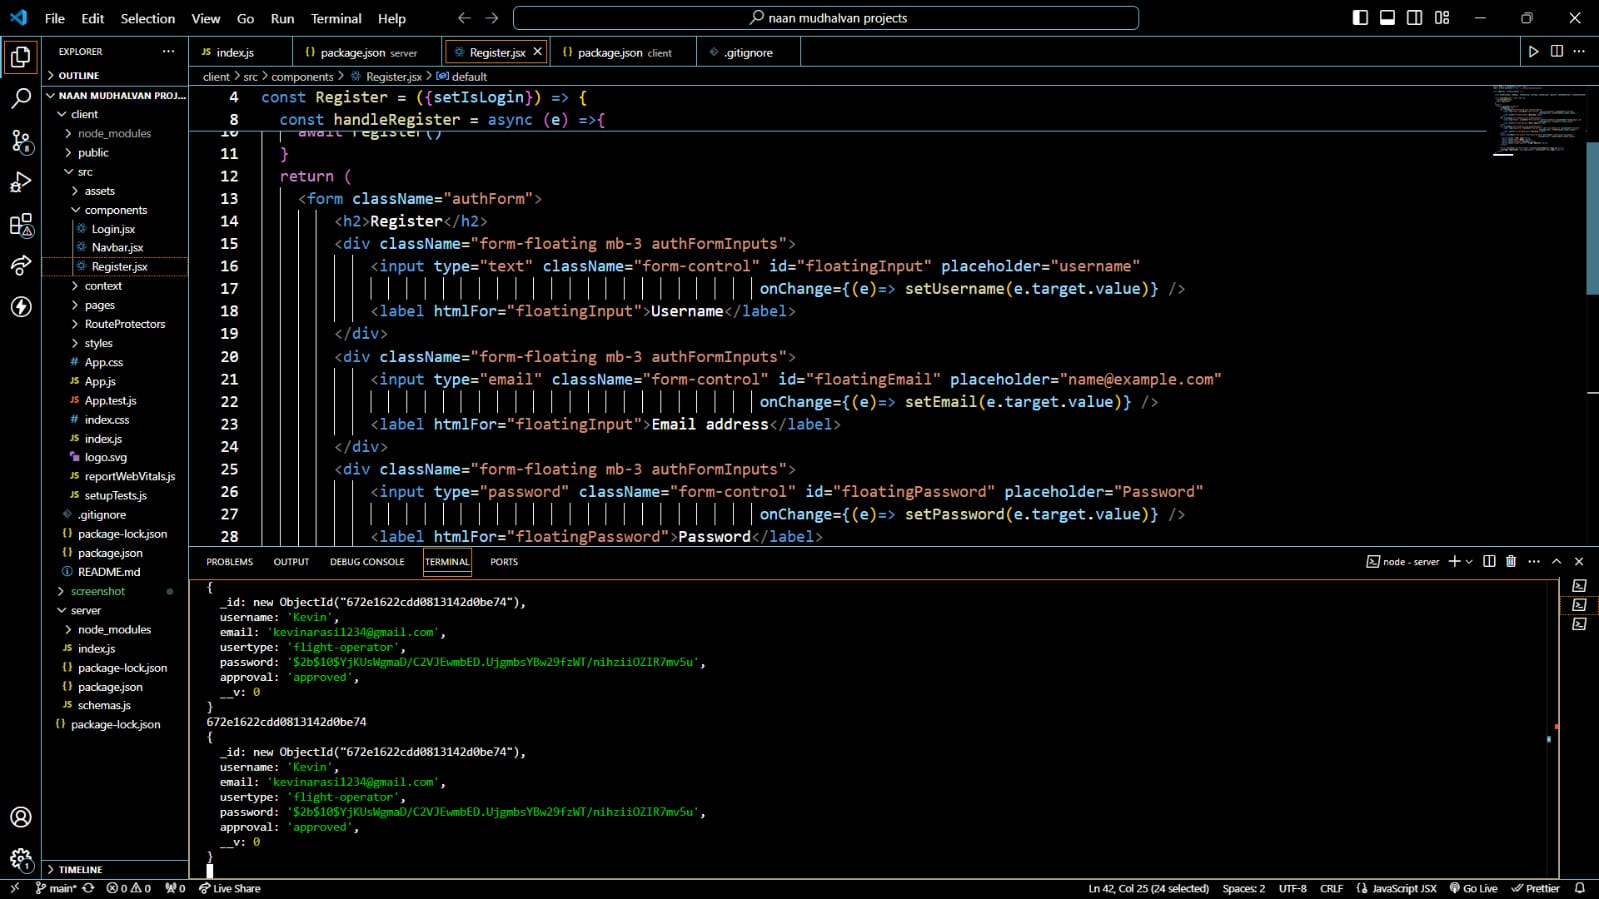 File Edit Selection View Go Run Terminal Help
naan mudhalvan projects
EXPLORER
OUTLINE
NAAN MUDHALVAN PROJ...
client
node_modules
public
src
assets
components
Login.jsx
Navbar.jsx
Register.jsx
context
pages
RouteProtectors
styles
# App.css
JS App.js
JS App.test.js
# index.css
JS index.js
logo.svg
JS reportWebVitals.js
JS setupTests.js
.gitignore
{} package-lock.json
{} package.json
README.md
screenshot
server
node_modules
JS index.js
{} package-lock.json
{} package.json
JS schemas.js
{} package-lock.json
TIMELINE
JS index.js {} package.json server Register.jsx {} package.json client .gitignore
client > src > components > Register.jsx > default
4 const Register = ({setIsLogin}) => {
8 const handleRegister = async (e) =>{
10 await register()
11 }
12 return (
13 <form className="authForm">
14 <h2>Register</h2>
15 <div className="form-floating mb-3 authFormInputs">
16 <input type="text" className="form-control" id="floatingInput" placeholder="username"
17 onChange={(e)=> setUsername(e.target.value)} />
18 <label htmlFor="floatingInput">Username</label>
19 </div>
20 <div className="form-floating mb-3 authFormInputs">
21 <input type="email" className="form-control" id="floatingEmail" placeholder="name@example.com"
22 onChange={(e)=> setEmail(e.target.value)} />
23 <label htmlFor="floatingInput">Email address</label>
24 </div>
25 <div className="form-floating mb-3 authFormInputs">
26 <input type="password" className="form-control" id="floatingPassword" placeholder="Password"
27 onChange={(e)=> setPassword(e.target.value)} />
28 <label htmlFor="floatingPassword">Password</label>
PROBLEMS OUTPUT DEBUG CONSOLE TERMINAL PORTS
node - server
{
_id: new ObjectId("672e1622cdd0813142d0be74"),
username: 'Kevin',
email: 'kevinarasi1234@gmail.com',
usertype: 'flight-operator',
password: '$2b$10$YjKUsWgmaD/C2VJEwmbED.UjgmbsYBw29fzWT/nihziiOZIR7mv5u',
approval: 'approved',
__v: 0
}
672e1622cdd0813142d0be74
{
_id: new ObjectId("672e1622cdd0813142d0be74"),
username: 'Kevin',
email: 'kevinarasi1234@gmail.com',
usertype: 'flight-operator',
password: '$2b$10$YjKUsWgmaD/C2VJEwmbED.UjgmbsYBw29fzWT/nihziiOZIR7mv5u',
approval: 'approved',
__v: 0
}
main* 0 0 0 Live Share
Ln 42, Col 25 (24 selected) Spaces: 2 UTF-8 CRLF {} JavaScript JSX Go Live Prettier